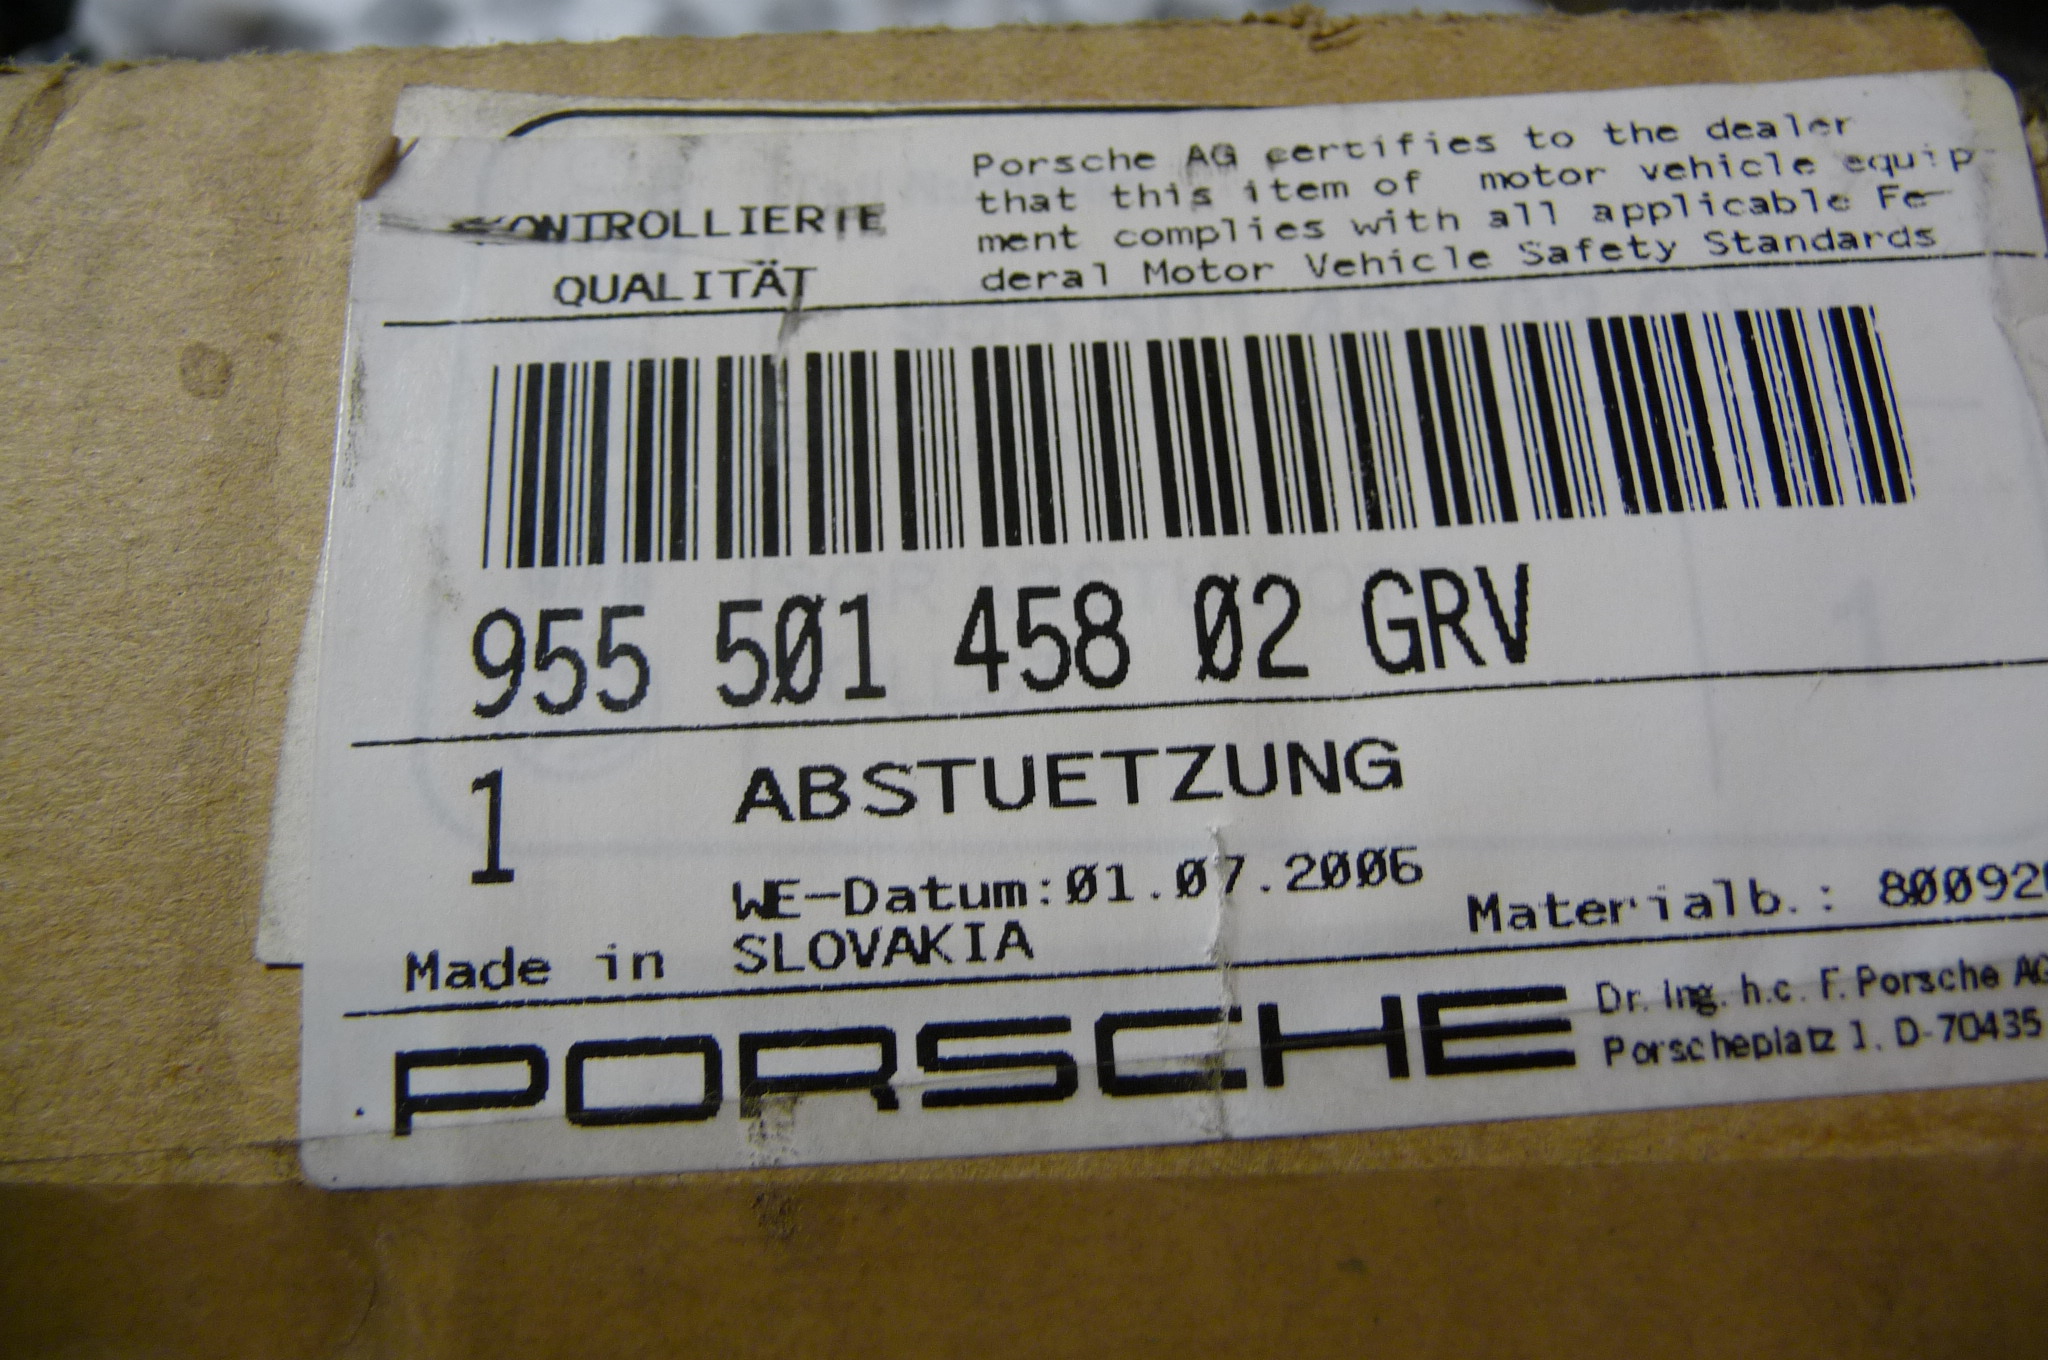 KONTROLLIERTE
QUALITÄT
Porsche AG certifies to the dealer
that this item of motor vehicle equip-
ment complies with all applicable Fe-
deral Motor Vehicle Safety Standards
955 501 458 02 GRV
1 ABSTUETZUNG
WE-Datum:01.07.2006
Materialb.: 80092
Made in SLOVAKIA
PORSCHE
Dr. Ing. h.c. F. Porsche AG
Porscheplatz 1. D-70435